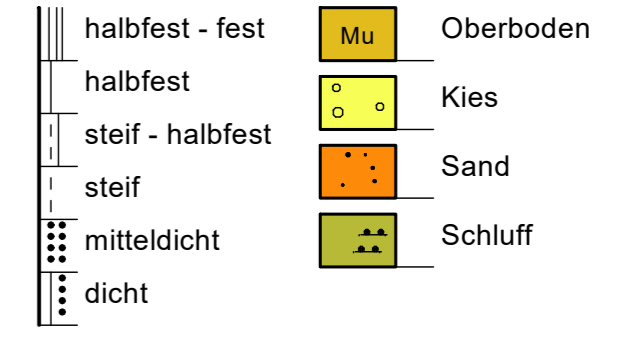 halbfest - fest
halbfest
steif - halbfest
steif
mitteldicht
dicht
Mu Oberboden
Kies
Sand
Schluff